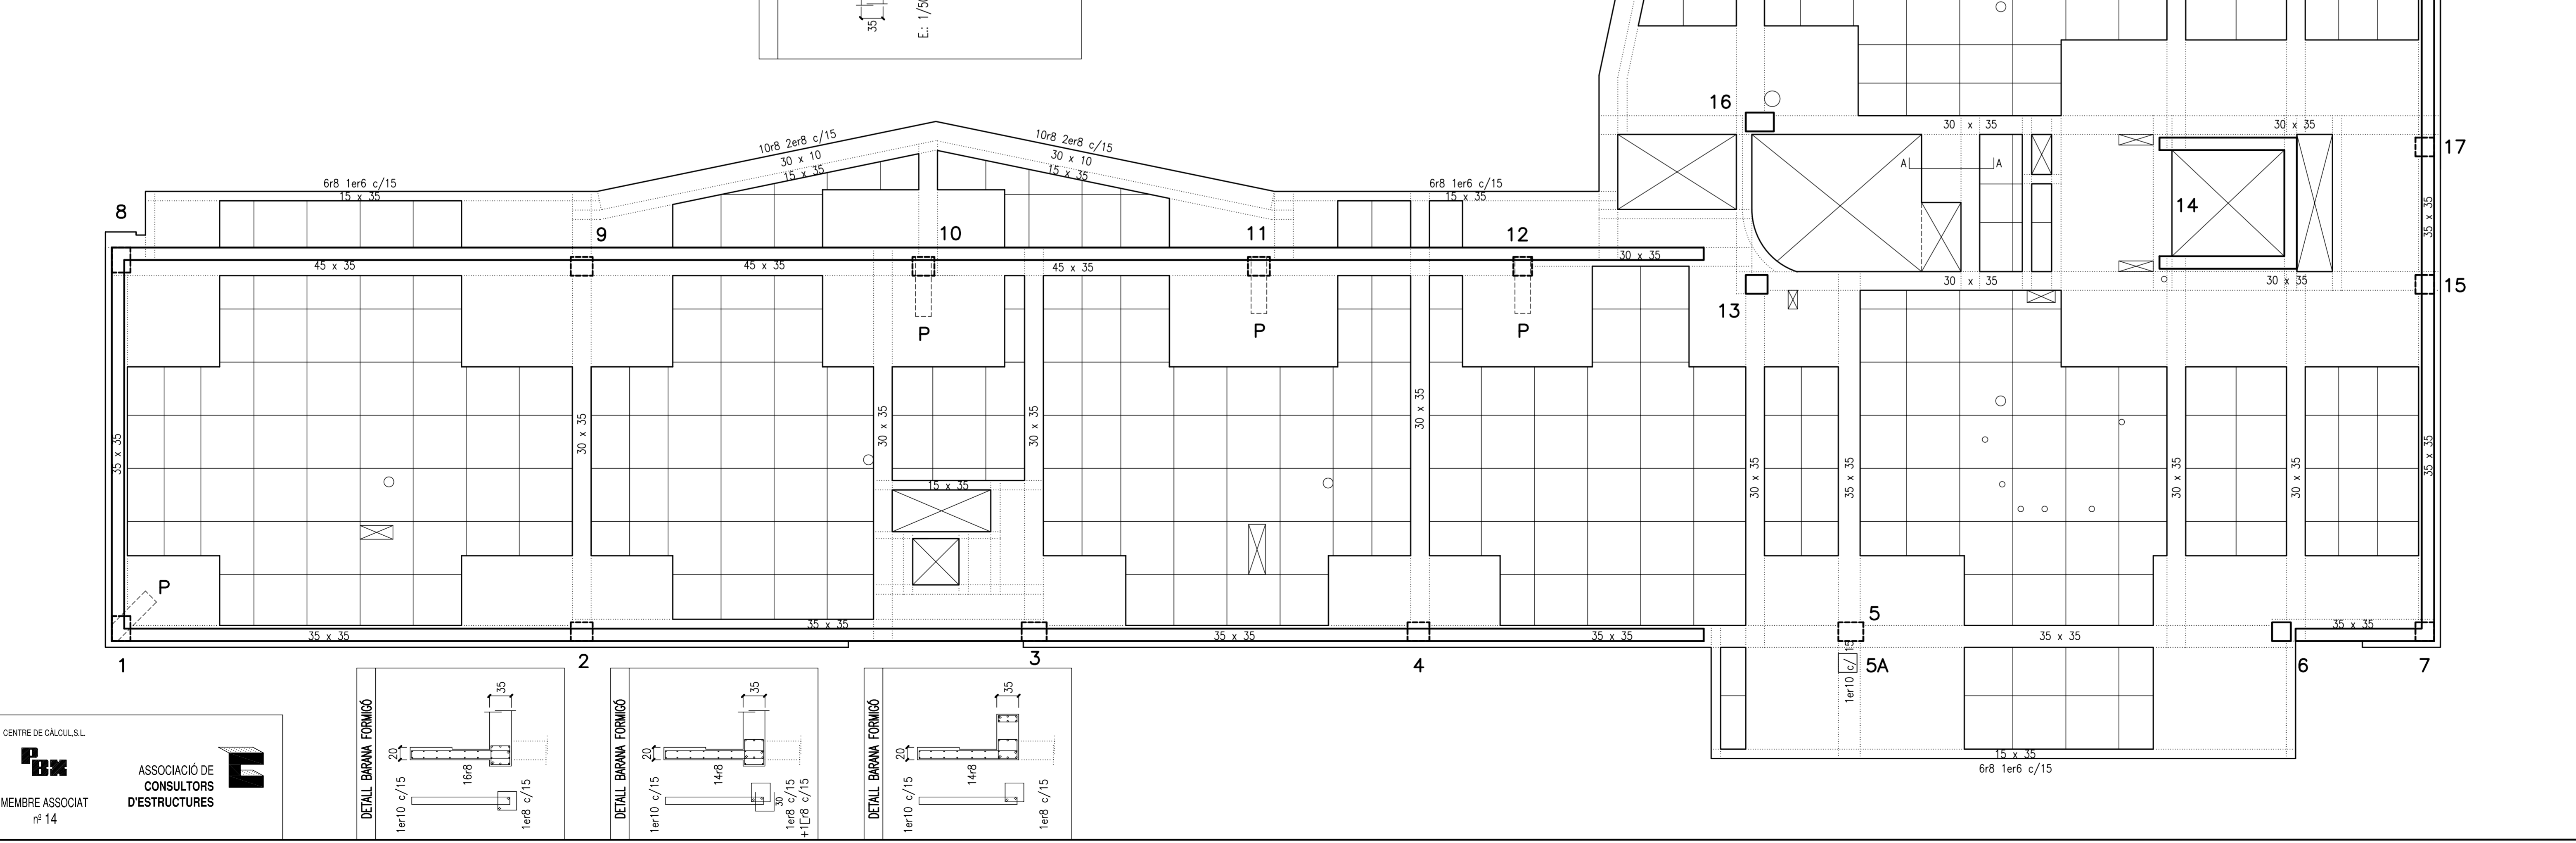 35
E.: 1/50
16
30 x 35
30 x 35
10r8 2er8 c/15
10r8 2er8 c/15
30 x 10
30 x 10
15 x 35
15 x 35
A
A
17
6r8 1er6 c/15
15 x 35
6r8 1er6 c/15
15 x 35
8
9
10
11
12
14
35 x 35
45 x 35
45 x 35
45 x 35
30 x 35
30 x 35
30 x 35
15
13
P
P
P
35 x 35
30 x 35
30 x 35
30 x 35
30 x 35
30 x 35
35 x 35
30 x 35
30 x 35
35 x 35
15 x 35
P
5
35 x 35
35 x 35
35 x 35
35 x 35
35 x 35
35 x 35
1
2
3
4
1er10 c/15
5A
6
7
15 x 35
6r8 1er6 c/15
CENTRE DE CÀLCUL,S.L.
PBX
MEMBRE ASSOCIAT
nº 14
ASSOCIACIÓ DE
CONSULTORS
D'ESTRUCTURES
DETALL BARANA FORMIGÓ
35
20
16r8
1er10 c/15
1er8 c/15
DETALL BARANA FORMIGÓ
35
20
14r8
1er10 c/15
30
1er8 c/15
+1[r8 c/15
DETALL BARANA FORMIGÓ
35
20
14r8
1er10 c/15
1er8 c/15